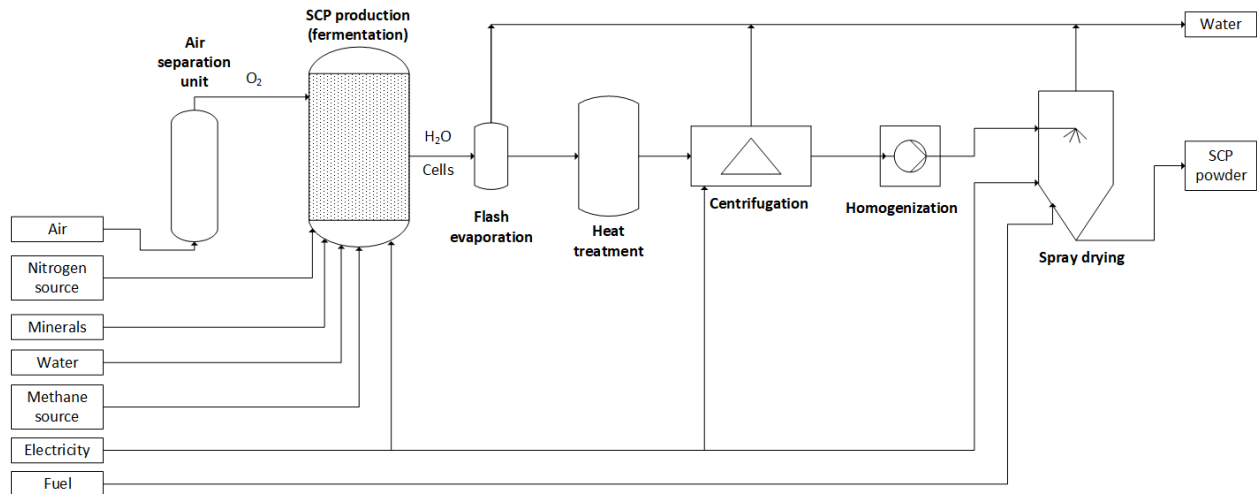 SCP production
(fermentation)
Air
separation
unit
O₂
H₂O
Cells
Flash
evaporation
Heat
treatment
Centrifugation
Homogenization
Spray drying
Water
SCP
powder
Air
Nitrogen
source
Minerals
Water
Methane
source
Electricity
Fuel